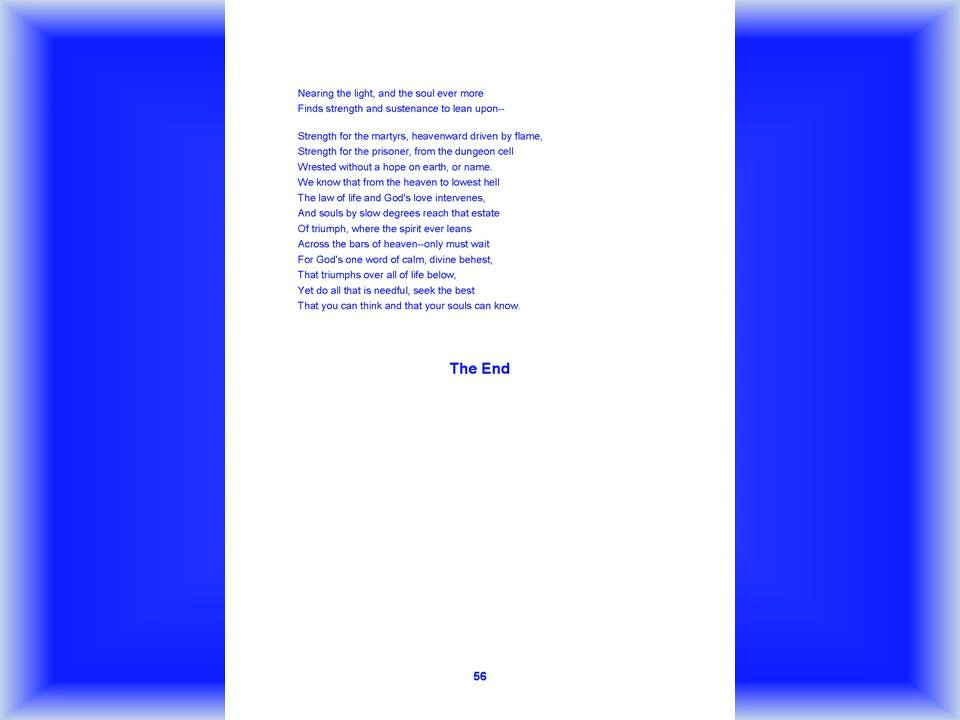 Nearing the light, and the soul ever more
Finds strength and sustenance to lean upon--
Strength for the martyrs, heavenward driven by flame,
Strength for the prisoner, from the dungeon cell
Wrested without a hope on earth, or name.
We know that from the heaven to lowest hell
The law of life and God's love intervenes,
And souls by slow degrees reach that estate
Of triumph, where the spirit ever leans
Across the bars of heaven--only must wait
For God's one word of calm, divine behest,
That triumphs over all of life below,
Yet do all that is needful, seek the best
That you can think and that your souls can know.
The End
56